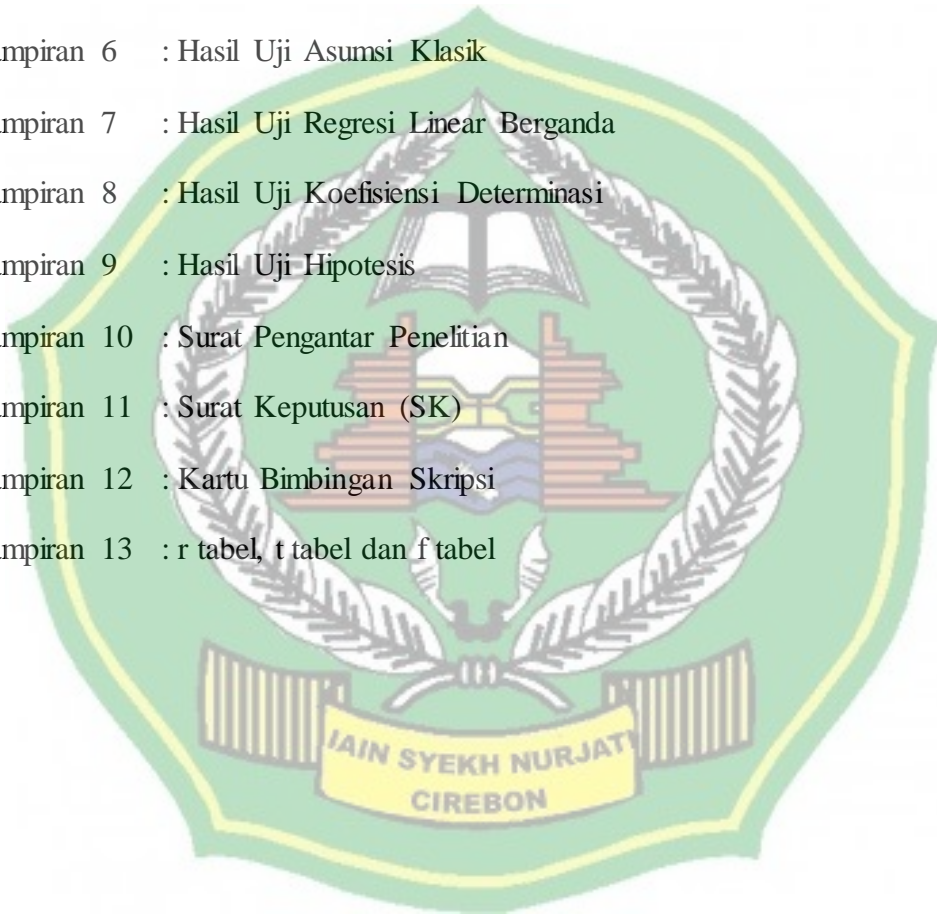 mpiran 6 : Hasil Uji Asumsi Klasik
mpiran 7 : Hasil Uji Regresi Linear Berganda
mpiran 8 : Hasil Uji Koefisiensi Determinasi
mpiran 9 : Hasil Uji Hipotesis
mpiran 10 : Surat Pengantar Penelitian
mpiran 11 : Surat Keputusan (SK)
mpiran 12 : Kartu Bimbingan Skripsi
mpiran 13 : r tabel, t tabel dan f tabel
IAIN SYEKH NURJATI
CIREBON